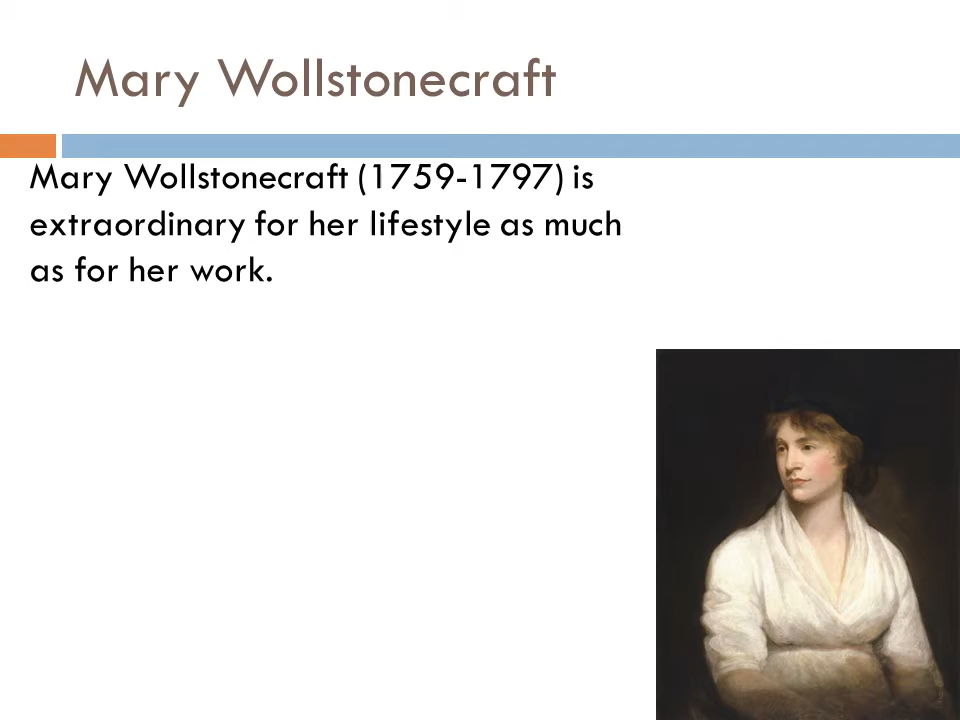 Mary Wollstonecraft
Mary Wollstonecraft (1759-1797) is
extraordinary for her lifestyle as much
as for her work.